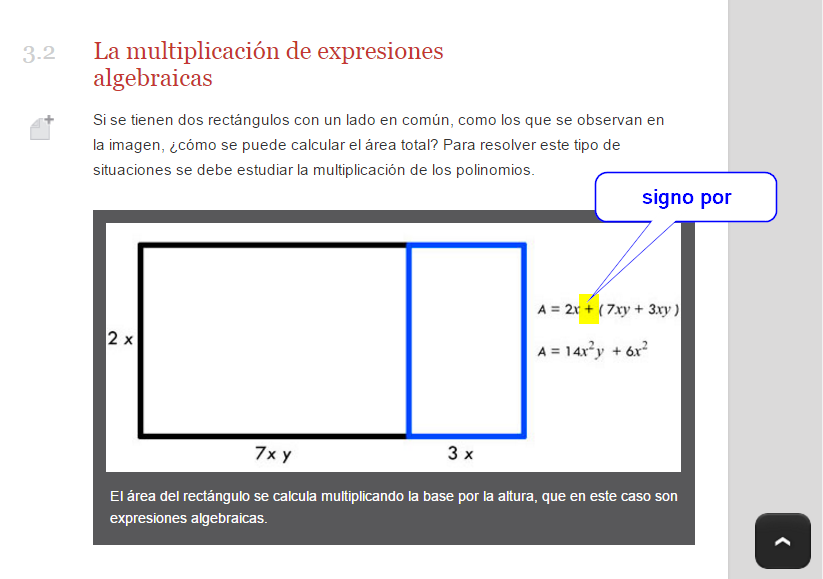 3.2 La multiplicación de expresiones
algebraicas
Si se tienen dos rectángulos con un lado en común, como los que se observan en
la imagen, ¿cómo se puede calcular el área total? Para resolver este tipo de
situaciones se debe estudiar la multiplicación de los polinomios.
signo por
A = 2x + ( 7xy + 3xy )
2 x
A = 14x²y + 6x²
7x y 3 x
El área del rectángulo se calcula multiplicando la base por la altura, que en este caso son
expresiones algebraicas.